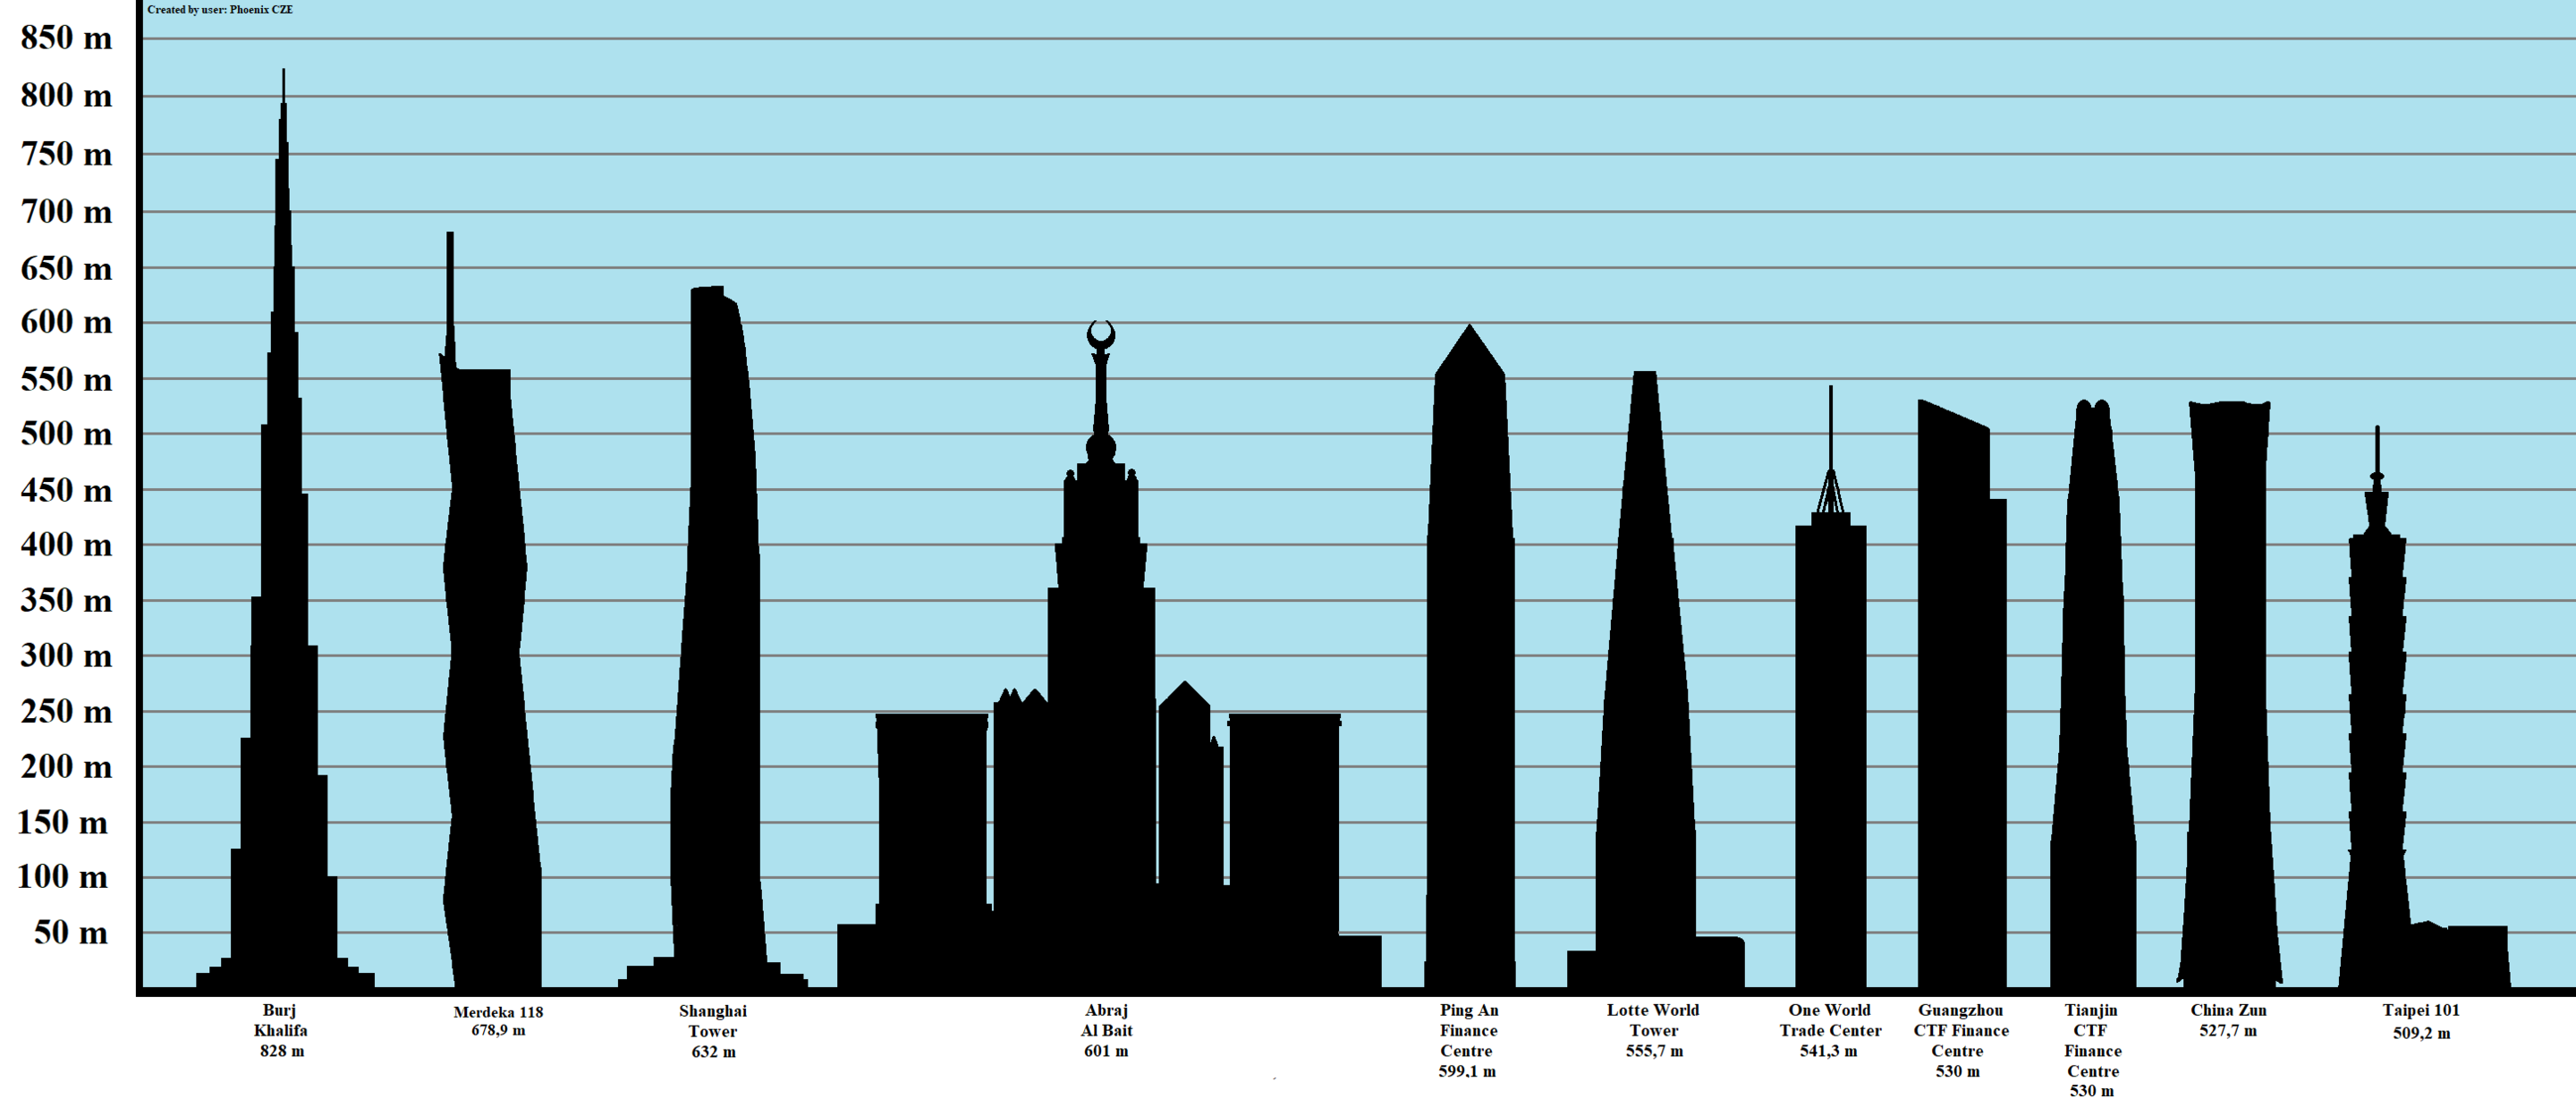 Created by user: Phoenix CZE
850 m
800 m
750 m
700 m
650 m
600 m
550 m
500 m
450 m
400 m
350 m
300 m
250 m
200 m
150 m
100 m
50 m
Burj
Khalifa
828 m
Merdeka 118
678,9 m
Shanghai
Tower
632 m
Abraj
Al Bait
601 m
Ping An
Finance
Centre
599,1 m
Lotte World
Tower
555,7 m
One World
Trade Center
541,3 m
Guangzhou
CTF Finance
Centre
530 m
Tianjin
CTF
Finance
Centre
530 m
China Zun
527,7 m
Taipei 101
509,2 m